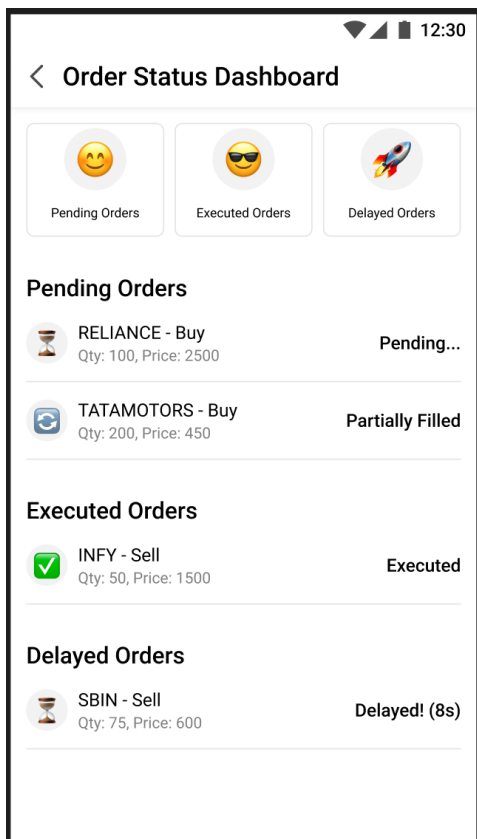 12:30
Order Status Dashboard
Pending Orders
Executed Orders
Delayed Orders
Pending Orders
RELIANCE - Buy
Qty: 100, Price: 2500
Pending...
TATAMOTORS - Buy
Qty: 200, Price: 450
Partially Filled
Executed Orders
INFY - Sell
Qty: 50, Price: 1500
Executed
Delayed Orders
SBIN - Sell
Qty: 75, Price: 600
Delayed! (8s)